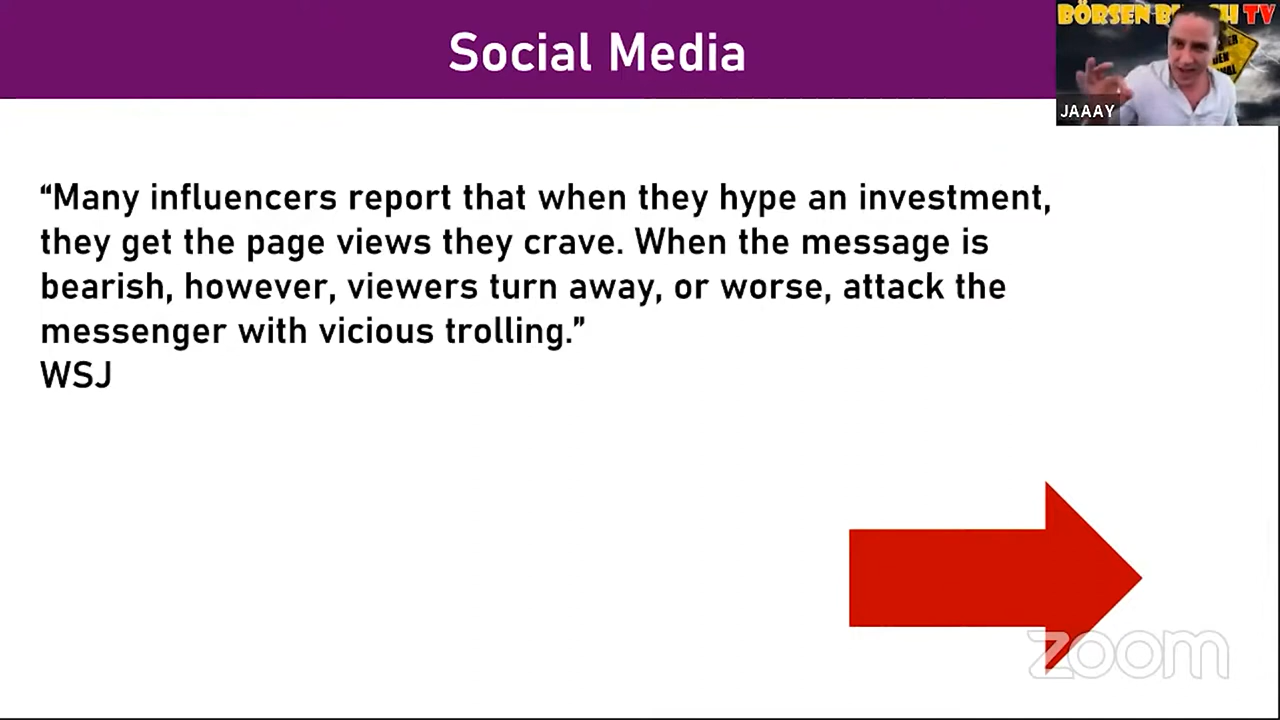 Social Media
BÖRSEN
TV
JAAAY
“Many influencers report that when they hype an investment,
they get the page views they crave. When the message is
bearish, however, viewers turn away, or worse, attack the
messenger with vicious trolling.”
WSJ
zoom